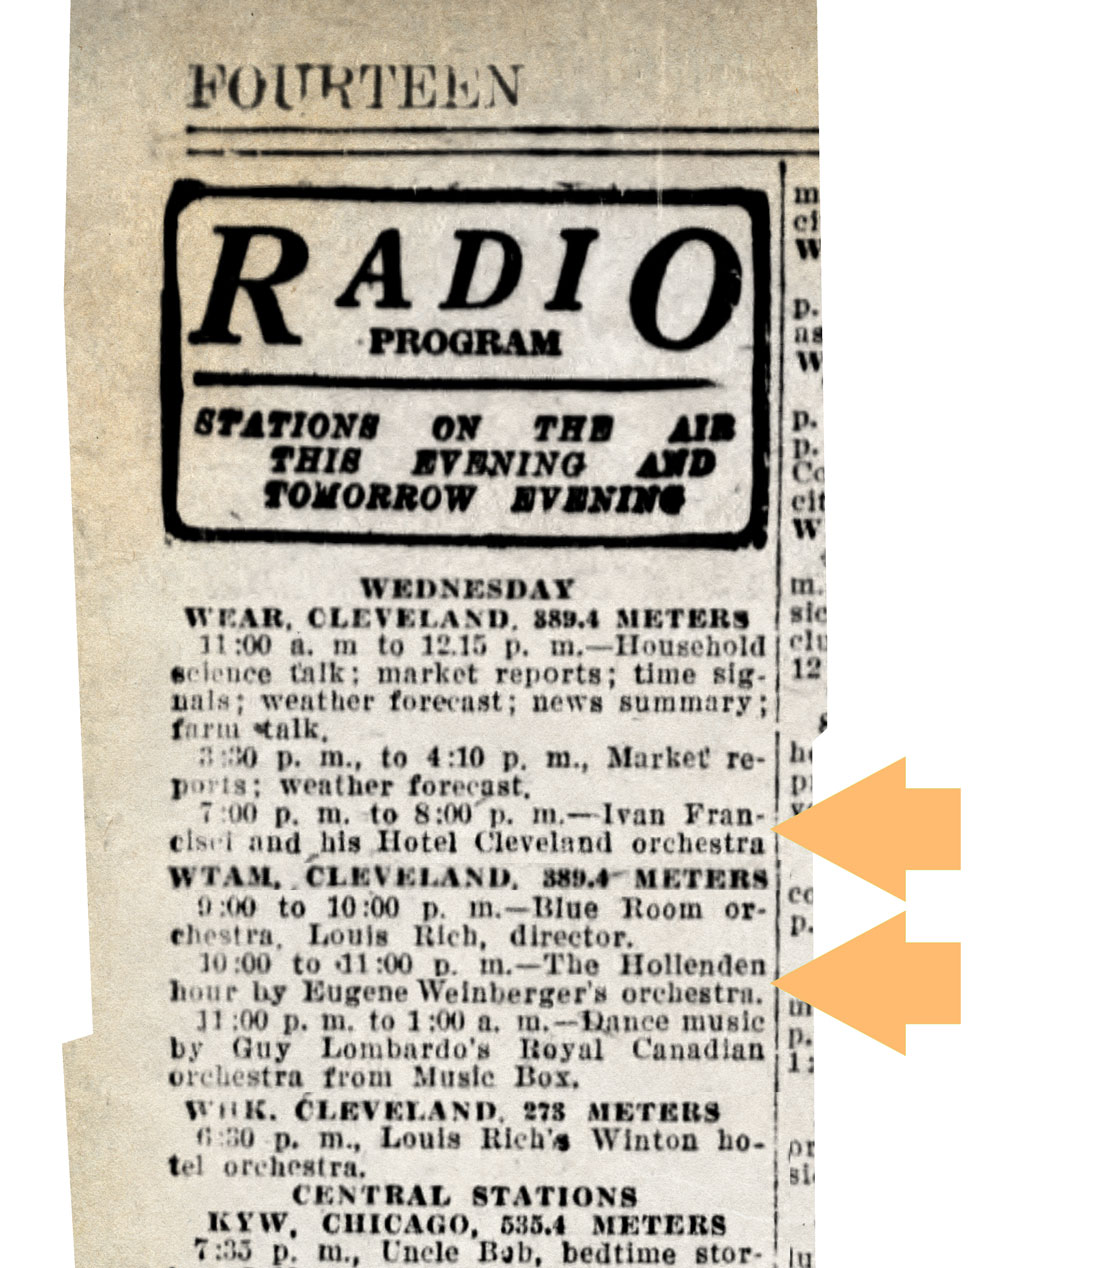 FOURTEEN
RADIO
PROGRAM
STATIONS ON THE AIR
THIS EVENING AND
TOMORROW EVENING
WEDNESDAY
WEAR, CLEVELAND, 389.4 METERS
11:00 a. m to 12.15 p. m.—Household
science talk; market reports; time sig-
nals; weather forecast; news summary;
farm talk.
3:30 p. m., to 4:10 p. m., Market re-
ports; weather forecast.
7:00 p. m. to 8:00 p. m.—Ivan Fran-
cisci and his Hotel Cleveland orchestra
WTAM, CLEVELAND, 389.4 METERS
9:00 to 10:00 p. m.—Blue Room or-
chestra, Louis Rich, director.
10:00 to 11:00 p. m.—The Hollenden
hour by Eugene Weinberger's orchestra.
11:00 p. m. to 1:00 a. m.—Dance music
by Guy Lombardo's Royal Canadian
orchestra from Music Box.
WHK, CLEVELAND, 273 METERS
6:30 p. m., Louis Rich's Winton ho-
tel orchestra.
CENTRAL STATIONS
KYW, CHICAGO, 535.4 METERS
7:35 p. m., Uncle Bob, bedtime stor-